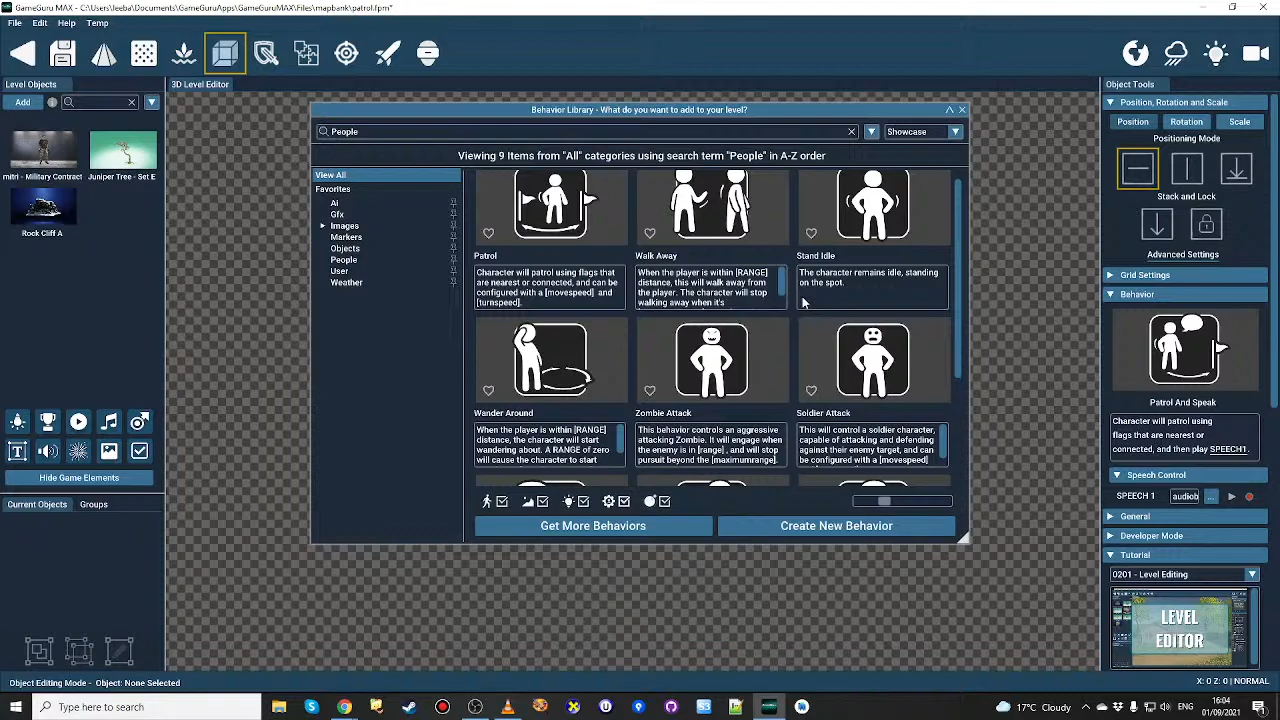 GameGuru MAX - C:\Users\leeba\Documents\GameGuruApps\GameGuruMAX\Files\mapbank\patrol.fpm*
File Edit Help Temp
Level Objects
Add
3D Level Editor
mitri - Military Contract
Juniper Tree - Set E
Rock Cliff A
Hide Game Elements
Current Objects Groups
Behavior Library - What do you want to add to your level?
People
Showcase
Viewing 9 Items from "All" categories using search term "People" in A-Z order
View All
Favorites
Ai
Gfx
Images
Markers
Objects
People
User
Weather
Patrol
Character will patrol using flags
that are nearest or connected, and can be
configured with a [movespeed] and
[turnspeed].
Walk Away
When the player is within [RANGE]
distance, this will walk away from
the player. The character will stop
walking away when it's
Stand Idle
The character remains idle, standing
on the spot.
Wander Around
When the player is within [RANGE]
distance, the character will start
wandering about. A RANGE of zero
will cause the character to start
Zombie Attack
This behavior controls an aggressive
attacking Zombie. It will engage when
the enemy is in [range] , and will stop
pursuit beyond the [maximumrange].
Soldier Attack
This will control a soldier character,
capable of attacking and defending
against their enemy target, and can
be configured with a [movespeed]
Get More Behaviors
Create New Behavior
Object Tools
Position, Rotation and Scale
Position Rotation Scale
Positioning Mode
Stack and Lock
Advanced Settings
Grid Settings
Behavior
Patrol And Speak
Character will patrol using
flags that are nearest or
connected, and then play SPEECH1.
Speech Control
SPEECH 1 audiob ...
General
Developer Mode
Tutorial
0201 - Level Editing
LEVEL
EDITOR
Object Editing Mode - Object: None Selected
X: 0 Z: 0 | NORMAL
Type here to search
17°C Cloudy
16:04
01/09/2021